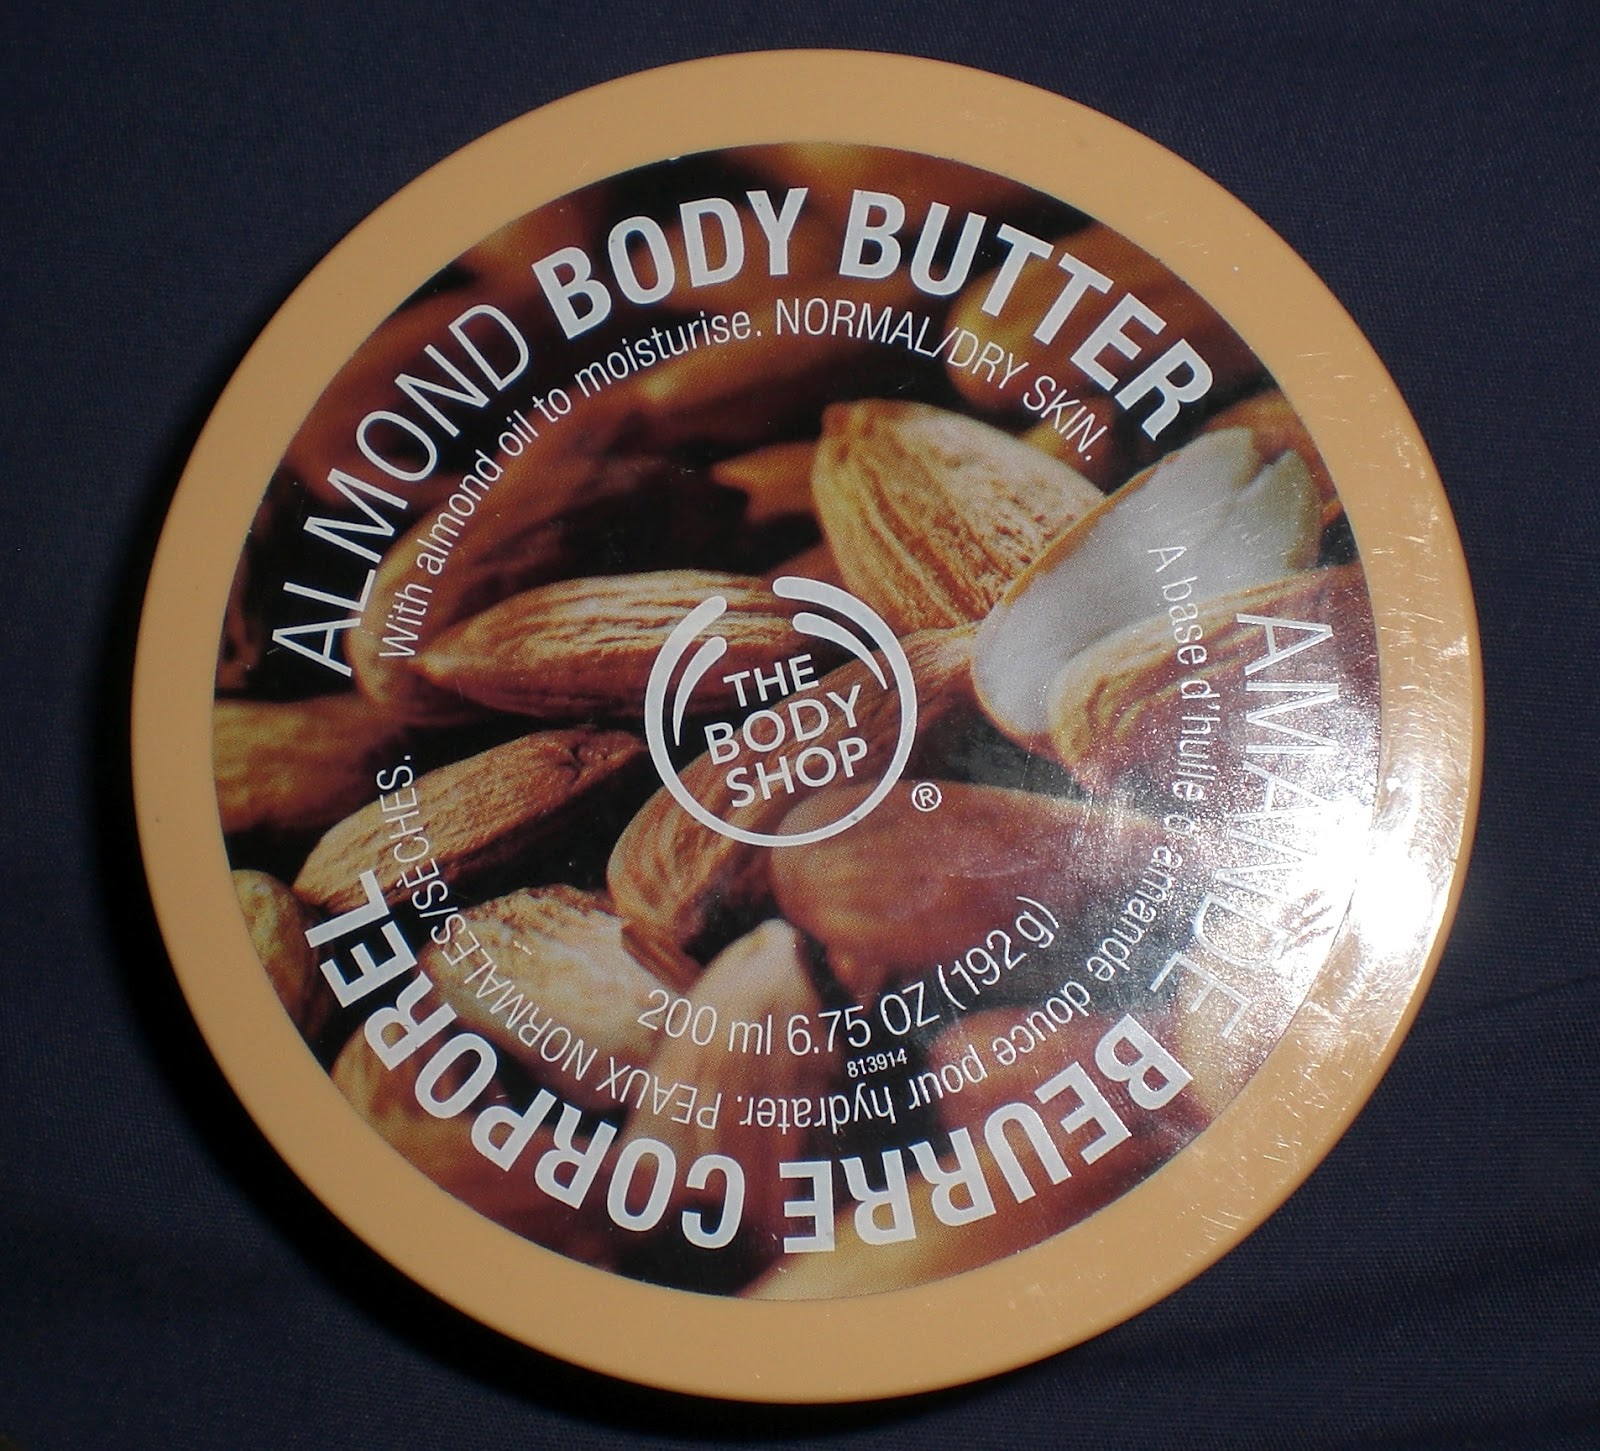 ALMOND BODY BUTTER
With almond oil to moisturise. NORMAL/DRY SKIN.
THE
BODY
SHOP
®
200 ml 6.75 OZ (192 g)
813914
AMANDE BEURRE CORPOREL
A base d'huile d'amande douce pour hydrater. PEAUX NORMALES/SÈCHES.